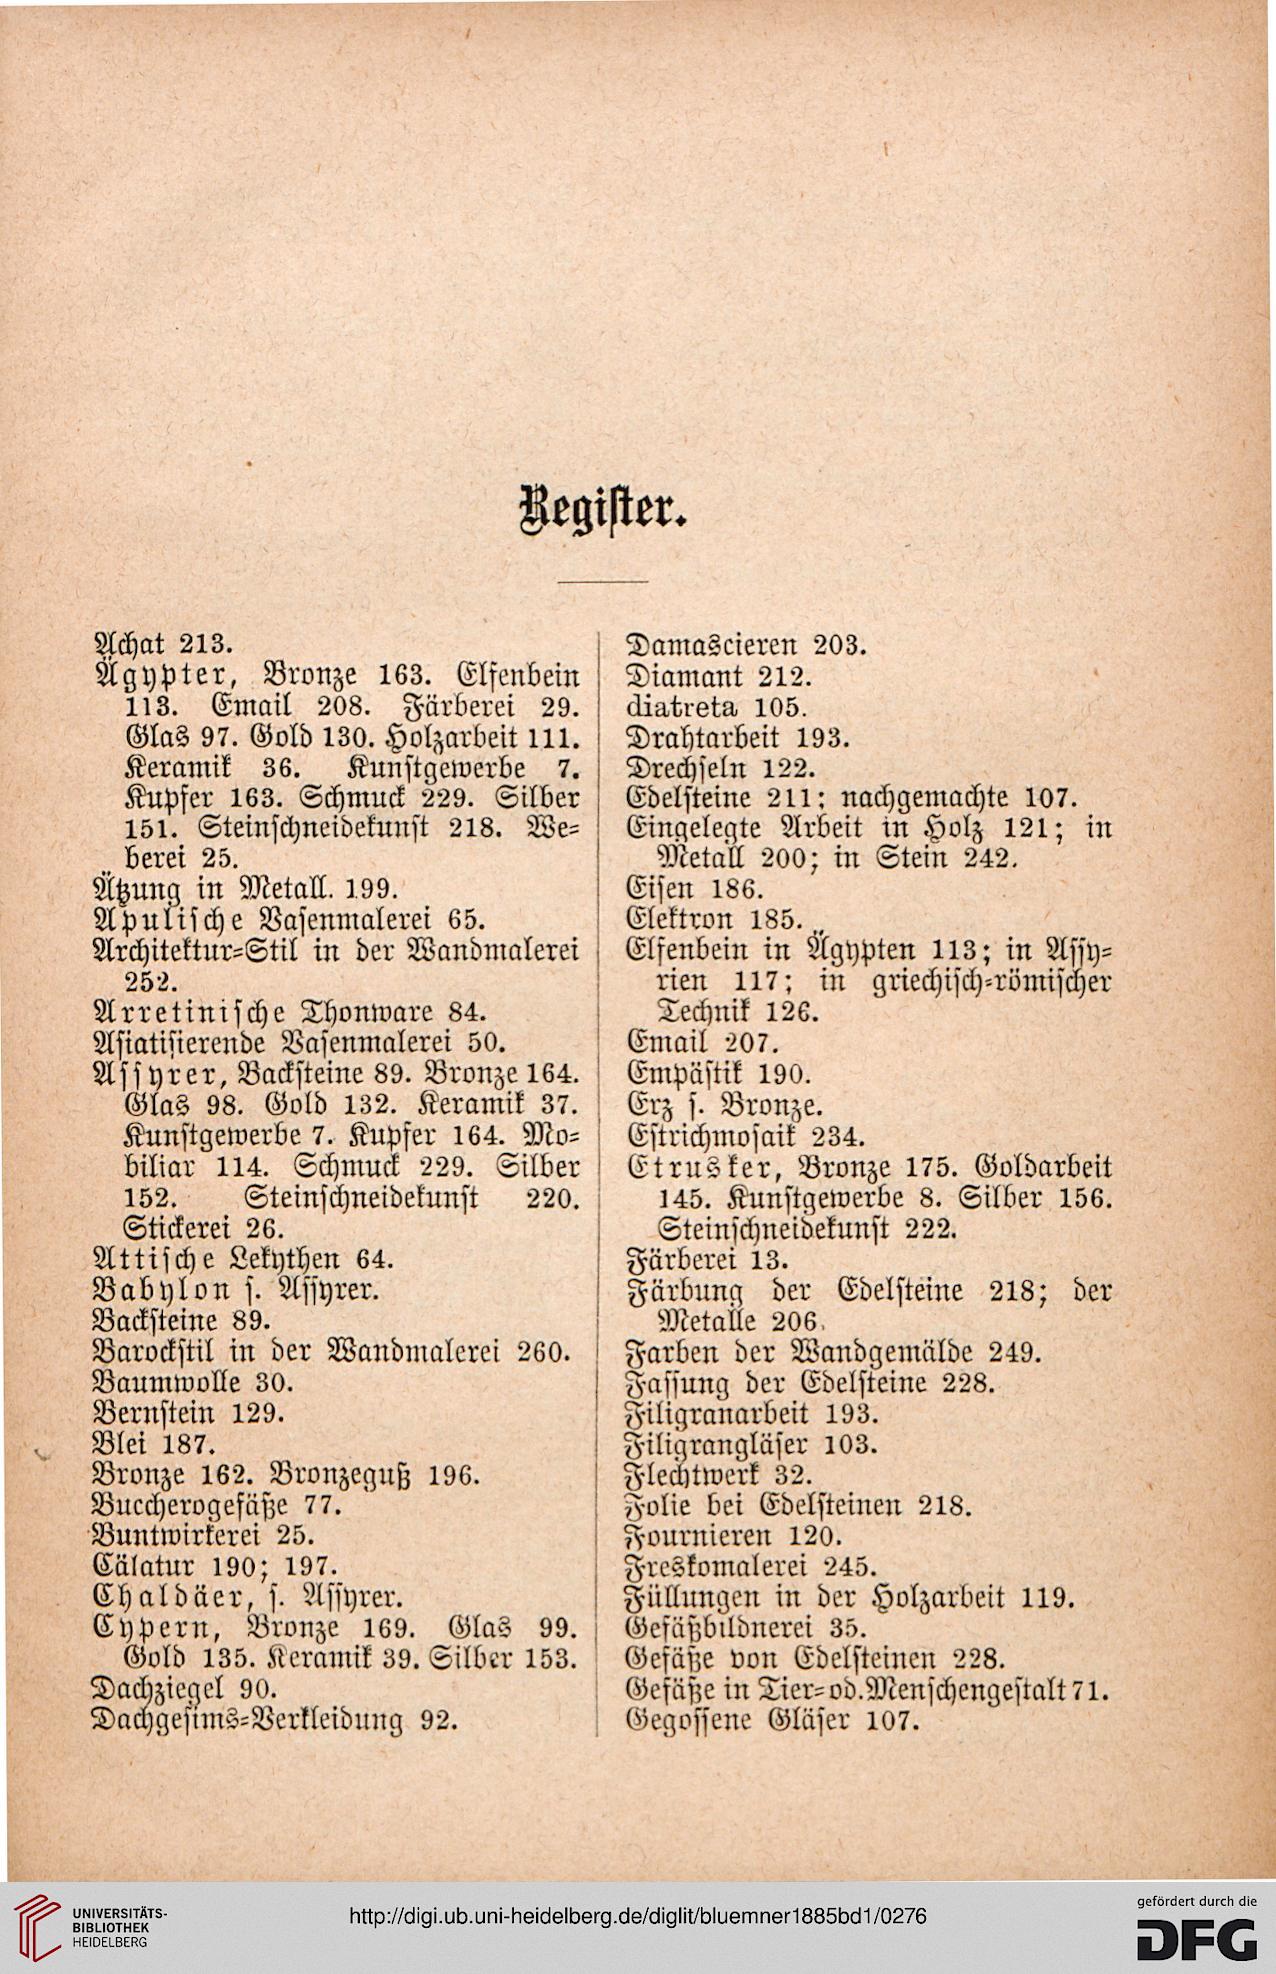 Register.
Achat 213.
Ägypter, Bronze 163. Elfenbein
113. Email 208. Färberei 29.
Glas 97. Gold 130. Holzarbeit 111.
Keramik 36. Kunstgewerbe 7.
Kupfer 163. Schmuck 229. Silber
151. Steinschneidekunst 218. We-
berei 25.
Ätzung in Metall. 199.
Apulische Vasenmalerei 65.
Architektur-Stil in der Wandmalerei
252.
Arretinische Thonware 84.
Asiatisierende Vasenmalerei 50.
Assyrer, Backsteine 89. Bronze 164.
Glas 98. Gold 132. Keramik 37.
Kunstgewerbe 7. Kupfer 164. Mo-
biliar 114. Schmuck 229. Silber
152. Steinschneidekunst 220.
Stickerei 26.
Attische Lekythen 64.
Babylon s. Assyrer.
Backsteine 89.
Barockstil in der Wandmalerei 260.
Baumwolle 30.
Bernstein 129.
Blei 187.
Bronze 162. Bronzeguß 196.
Buccherogefäße 77.
Buntwirkerei 25.
Cälatur 190; 197.
Chaldäer, s. Assyrer.
Cypern, Bronze 169. Glas 99.
Gold 135. Keramik 39. Silber 153.
Dachziegel 90.
Dachgesims-Verkleidung 92.
Damascieren 203.
Diamant 212.
diatreta 105.
Drahtarbeit 193.
Drechseln 122.
Edelsteine 211; nachgemachte 107.
Eingelegte Arbeit in Holz 121; in
Metall 200; in Stein 242.
Eisen 186.
Elektron 185.
Elfenbein in Ägypten 113; in Assy-
rien 117; in griechisch-römischer
Technik 126.
Email 207.
Empästik 190.
Erz s. Bronze.
Estrichmosaik 234.
Etrusker, Bronze 175. Goldarbeit
145. Kunstgewerbe 8. Silber 156.
Steinschneidekunst 222.
Färberei 13.
Färbung der Edelsteine 218; der
Metalle 206.
Farben der Wandgemälde 249.
Fassung der Edelsteine 228.
Filigranarbeit 193.
Filigrangläser 103.
Flechtwerk 32.
Folie bei Edelsteinen 218.
Fournieren 120.
Freskomalerei 245.
Füllungen in der Holzarbeit 119.
Gefäßbildnerei 35.
Gefäße von Edelsteinen 228.
Gefäße in Tier- od. Menschengestalt 71.
Gegossene Gläser 107.
UNIVERSITÄTS-
BIBLIOTHEK
HEIDELBERG
http://digi.ub.uni-heidelberg.de/diglit/bluemner1885bd1/0276
gefördert durch die
DFG